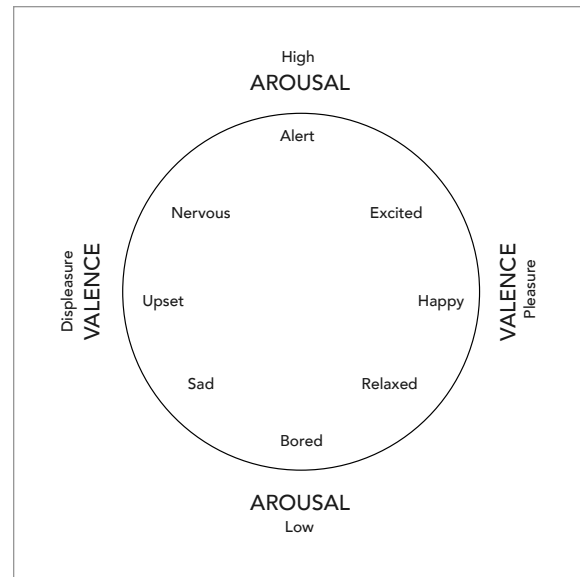 High
AROUSAL
Alert
Nervous
Excited
Displeasure
VALENCE
Upset
Happy
VALENCE
Pleasure
Sad
Relaxed
Bored
AROUSAL
Low